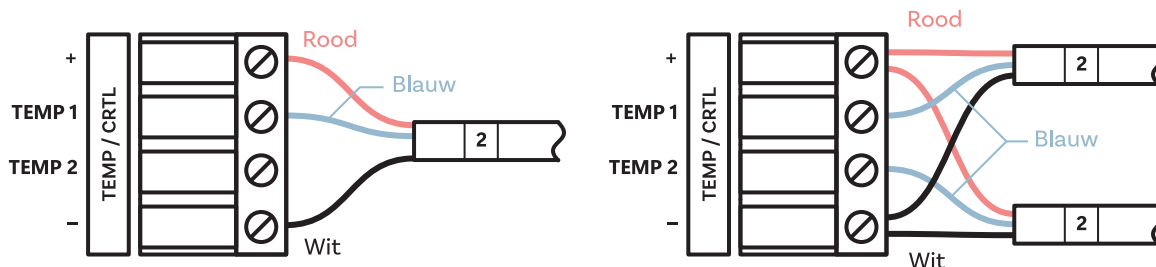 Rood
+
Blauw
TEMP 1
TEMP / CRTL
2
TEMP 2
–
Wit
Rood
+
2
TEMP 1
TEMP / CRTL
Blauw
TEMP 2
–
2
Wit